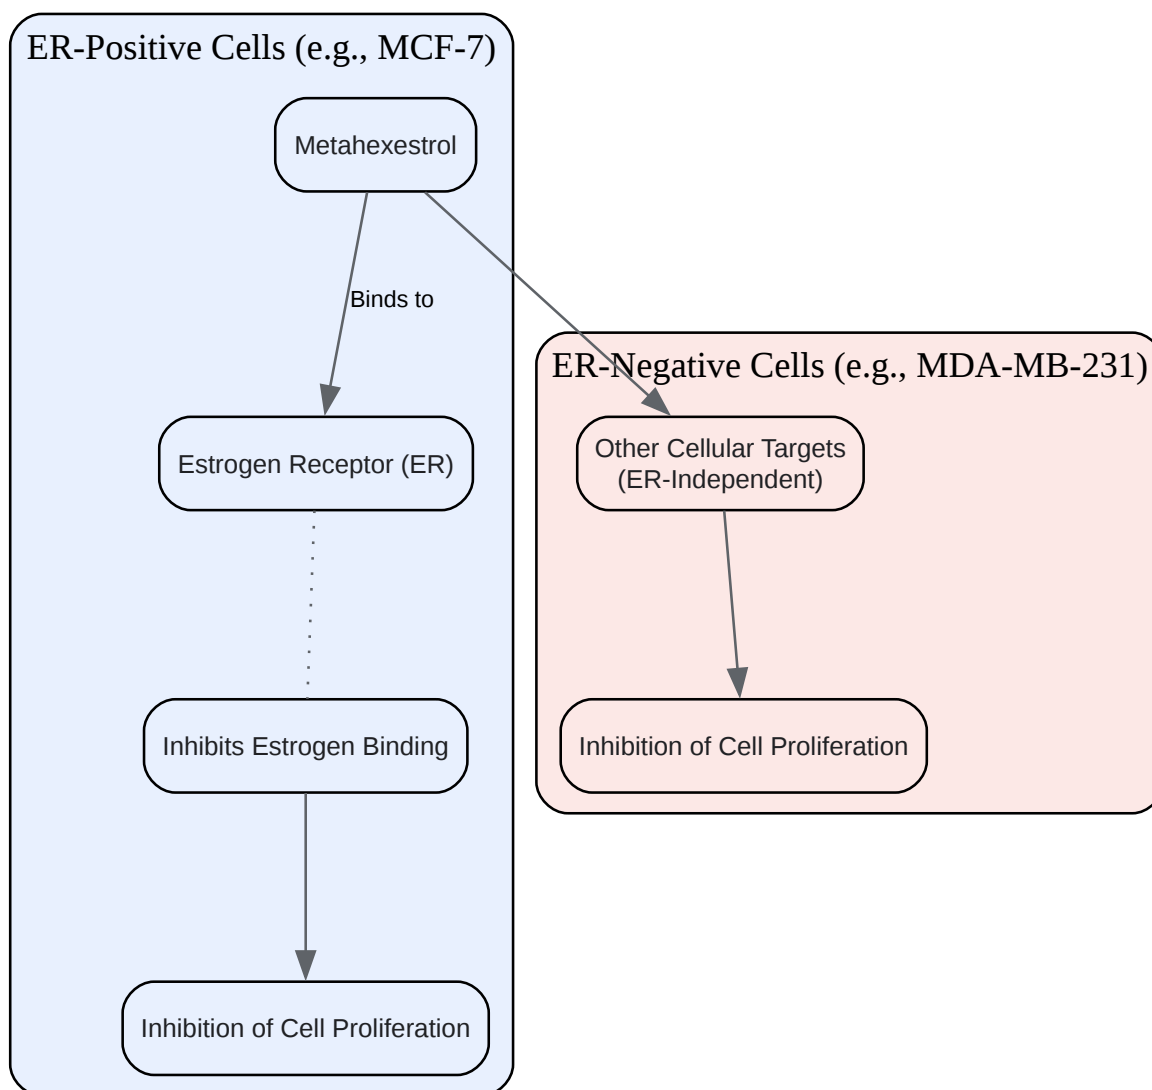 ER-Positive Cells (e.g., MCF-7)
Metahexestrol
Binds to
ER-Negative Cells (e.g., MDA-MB-231)
Estrogen Receptor (ER)
Other Cellular Targets
(ER-Independent)
Inhibits Estrogen Binding
Inhibition of Cell Proliferation
Inhibition of Cell Proliferation